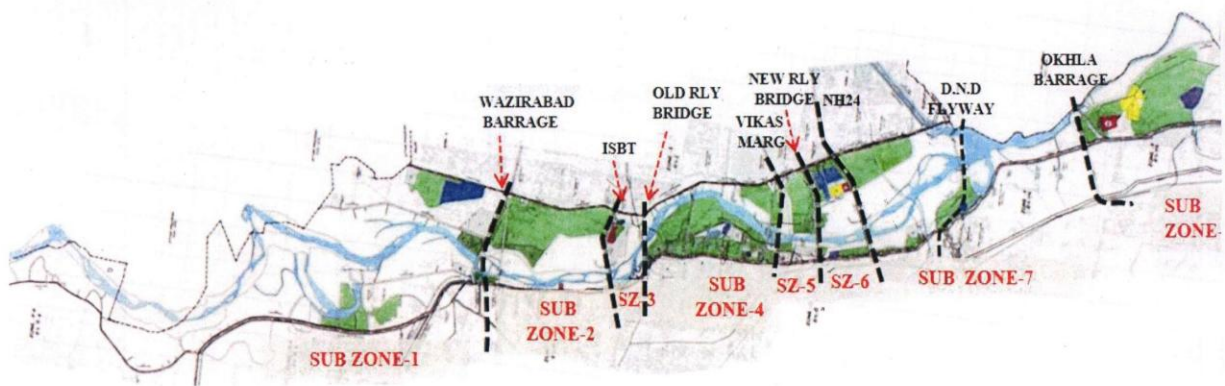 WAZIRABAD
BARRAGE
ISBT
OLD RLY
BRIDGE
VIKAS
MARG
NEW RLY
BRIDGE
NH24
D.N.D
FLYWAY
OKHLA
BARRAGE
SUB ZONE-1
SUB
ZONE-2
SZ-3
SUB
ZONE-4
SZ-5
SZ-6
SUB ZONE-7
SUB
ZONE-